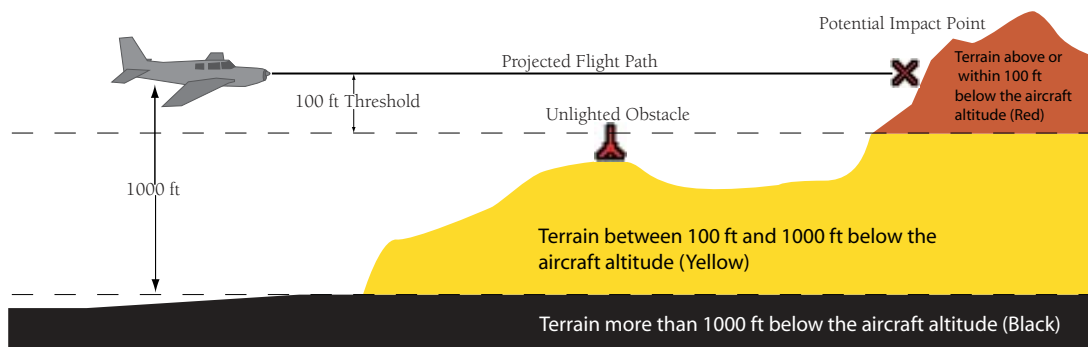 Potential Impact Point
Projected Flight Path
Terrain above or
within 100 ft
below the aircraft
altitude (Red)
100 ft Threshold
Unlighted Obstacle
1000 ft
Terrain between 100 ft and 1000 ft below the
aircraft altitude (Yellow)
Terrain more than 1000 ft below the aircraft altitude (Black)